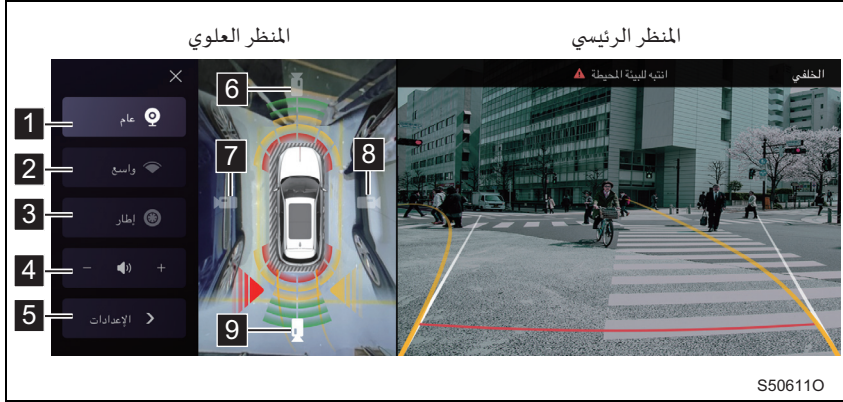 المنظر الرئيسي
المنظر العلوي
الخلفي
انتبه للبيئة المحيطة
1
عام
2
واسع
3
إطار
4
- +
5
الإعدادات
6
7
8
9
S50611O